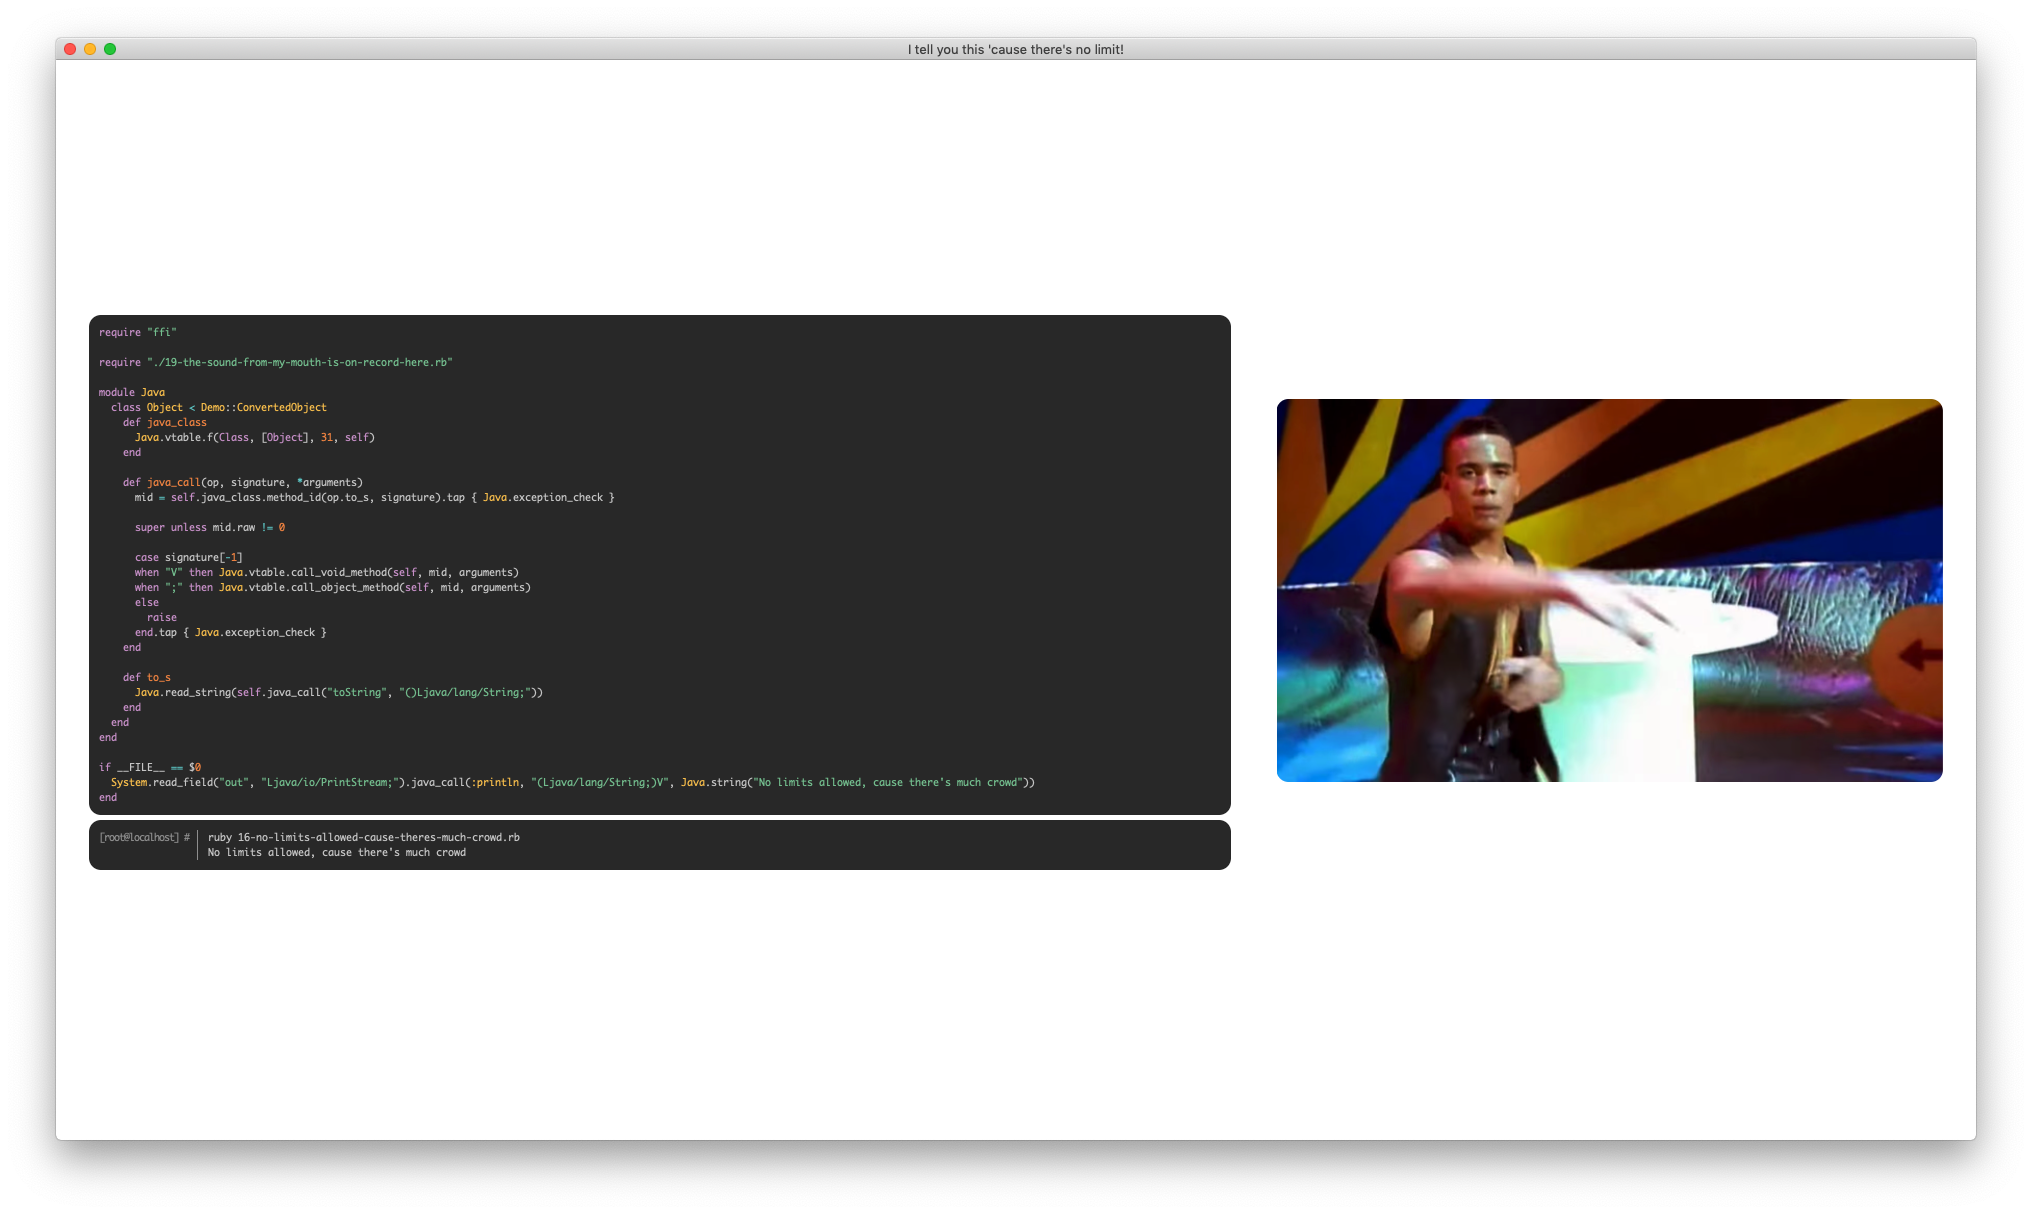 I tell you this 'cause there's no limit!
require "ffi"
require "./19-the-sound-from-my-mouth-is-on-record-here.rb"
module Java
  class Object < Demo::ConvertedObject
    def java_class
      Java.vtable.f(Class, [Object], 31, self)
    end
    def java_call(op, signature, *arguments)
      mid = self.java_class.method_id(op.to_s, signature).tap { Java.exception_check }
      super unless mid.raw != 0
      case signature[-1]
      when "V" then Java.vtable.call_void_method(self, mid, arguments)
      when ";" then Java.vtable.call_object_method(self, mid, arguments)
      else
        raise
      end.tap { Java.exception_check }
    end
    def to_s
      Java.read_string(self.java_call("toString", "()Ljava/lang/String;"))
    end
  end
end
if __FILE__ == $0
  System.read_field("out", "Ljava/io/PrintStream;").java_call(:println, "(Ljava/lang/String;)V", Java.string("No limits allowed, cause there's much crowd"))
end
[root@localhost] # ruby 16-no-limits-allowed-cause-theres-much-crowd.rb
No limits allowed, cause there's much crowd